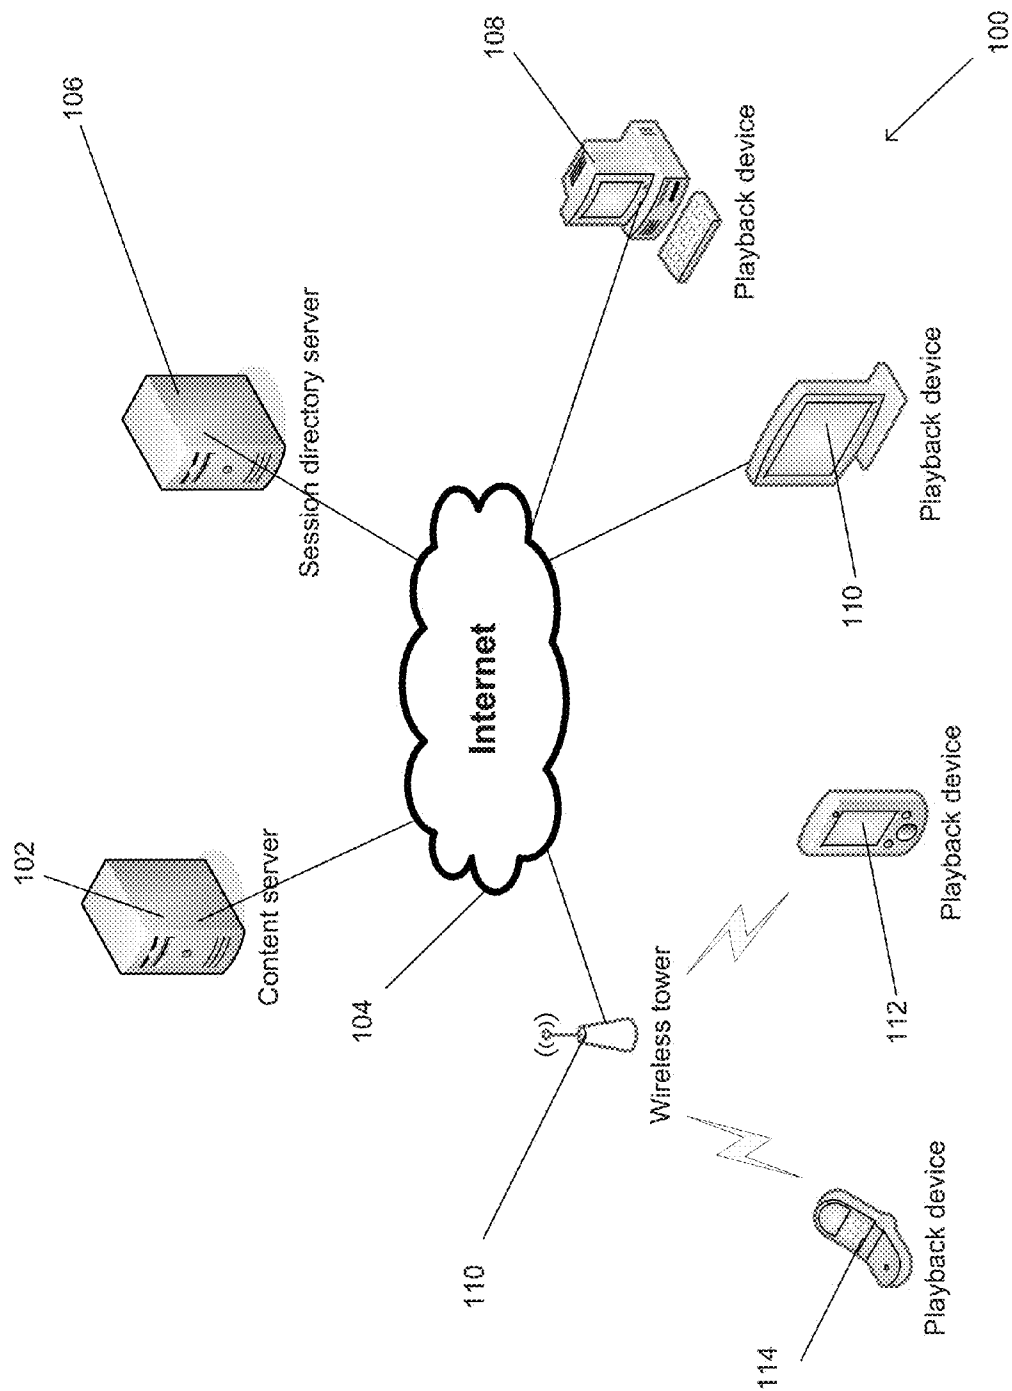 102
106
Content server
Session directory server
104
110
Internet
108
Wireless tower
Playback device
114
110
112
Playback device
Playback device
Playback device
100